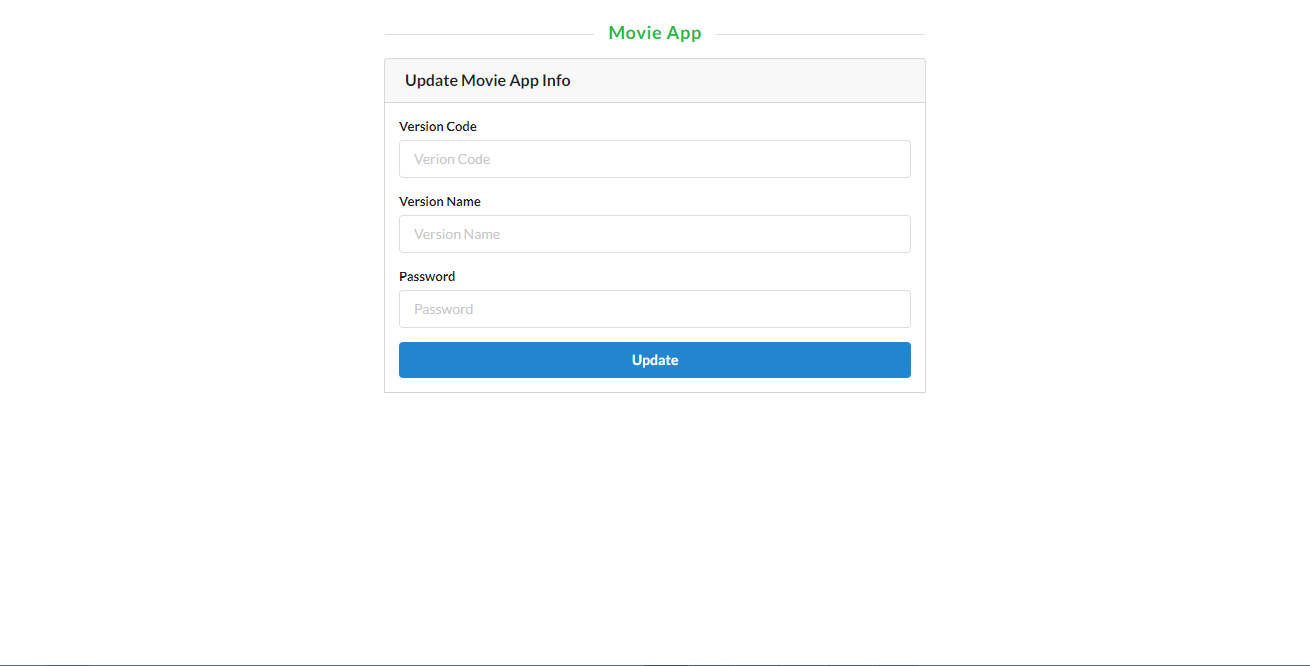 Movie App
Update Movie App Info
Version Code
Verion Code
Version Name
Version Name
Password
Password
Update